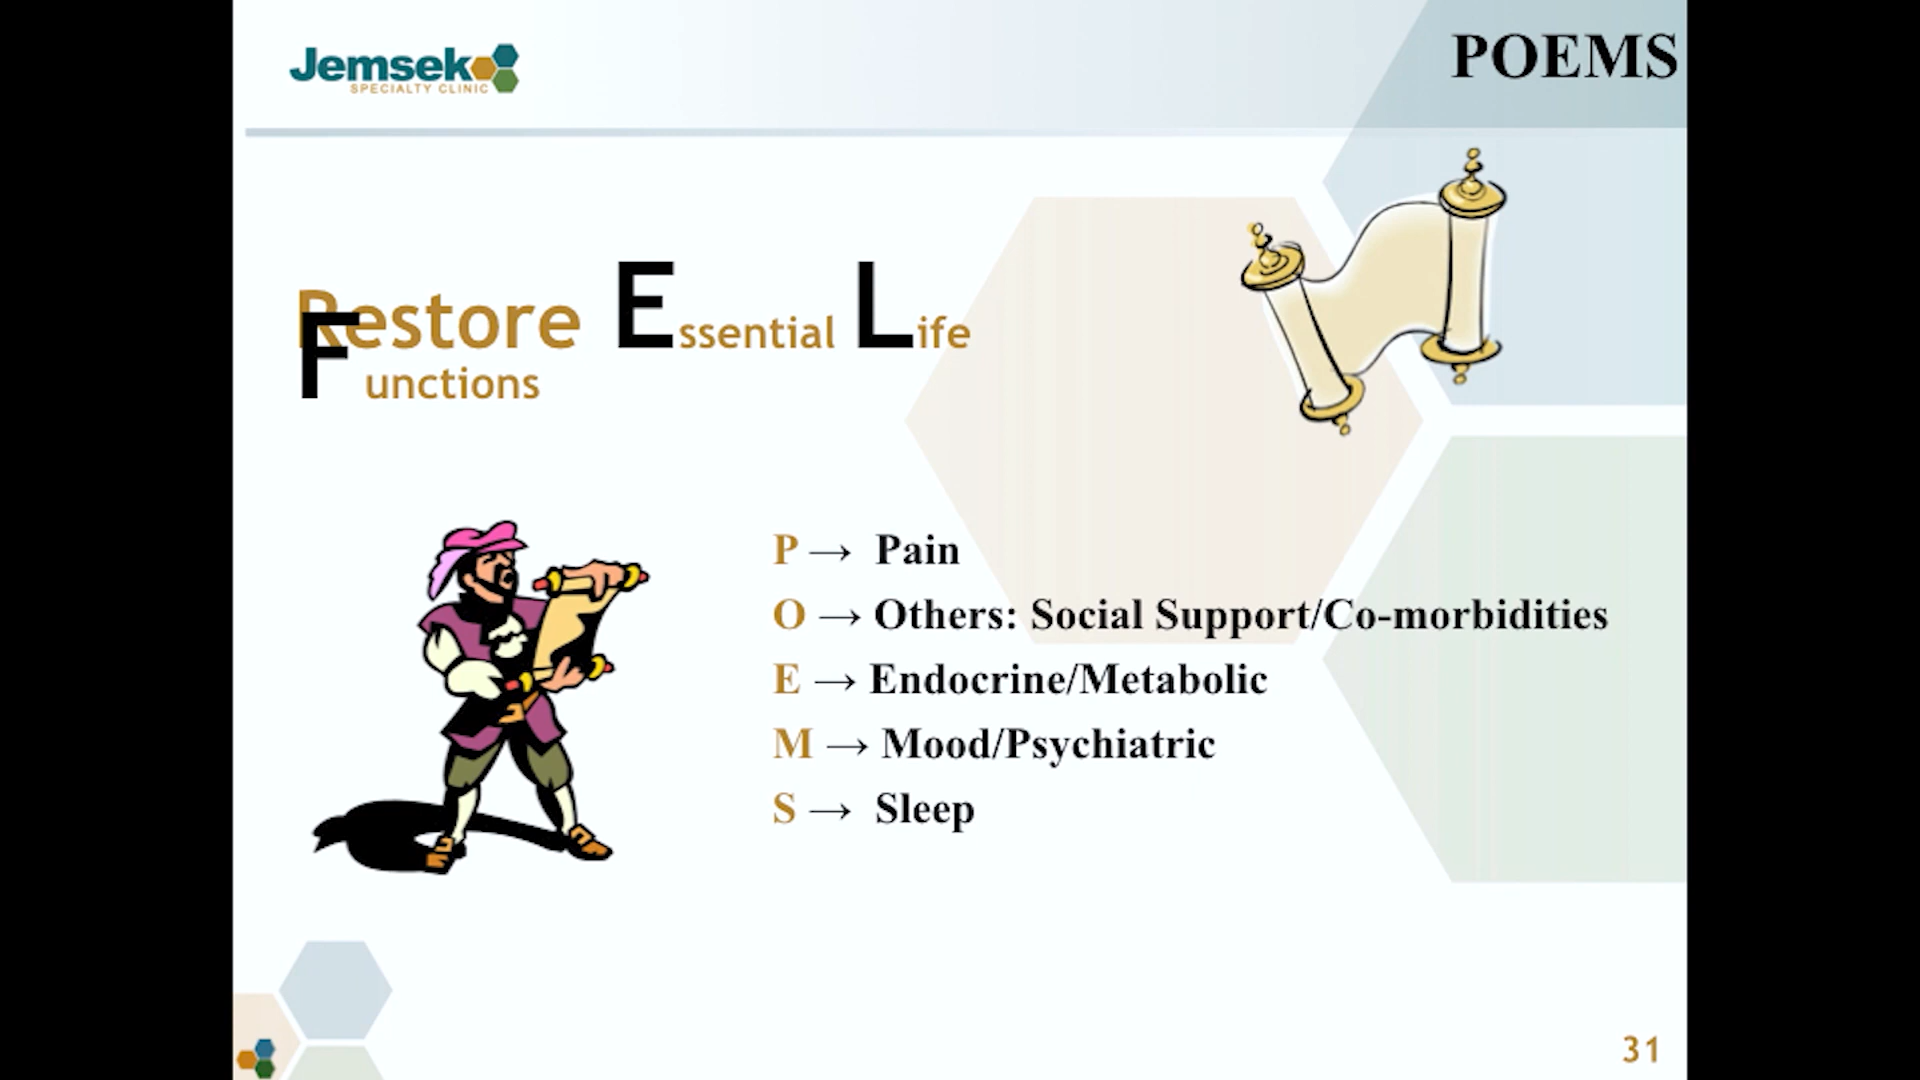 Jemsek
SPECIALTY CLINIC
POEMS
Restore Essential Life
Functions
P → Pain
O → Others: Social Support/Co-morbidities
E → Endocrine/Metabolic
M → Mood/Psychiatric
S → Sleep
31